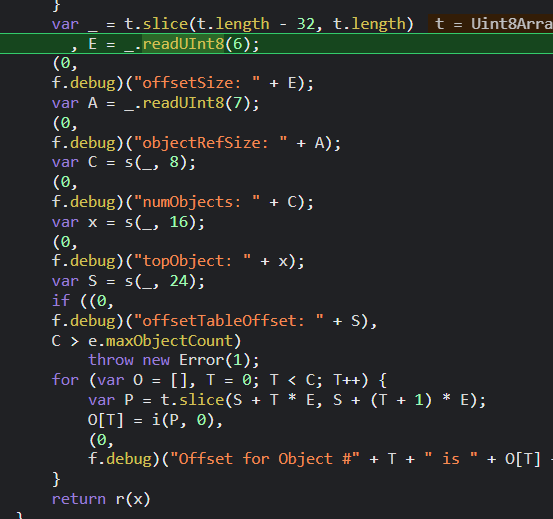 }
var _ = t.slice(t.length - 32, t.length) t = Uint8Array
, E = _.readUInt8(6);
(0,
f.debug)("offsetSize: " + E);
var A = _.readUInt8(7);
(0,
f.debug)("objectRefSize: " + A);
var C = s(_, 8);
(0,
f.debug)("numObjects: " + C);
var x = s(_, 16);
(0,
f.debug)("topObject: " + x);
var S = s(_, 24);
if ((0,
f.debug)("offsetTableOffset: " + S),
C > e.maxObjectCount)
throw new Error(1);
for (var O = [], T = 0; T < C; T++) {
var P = t.slice(S + T * E, S + (T + 1) * E);
O[T] = i(P, 0),
(0,
f.debug)("Offset for Object #" + T + " is " + O[T] +
}
return r(x)
}